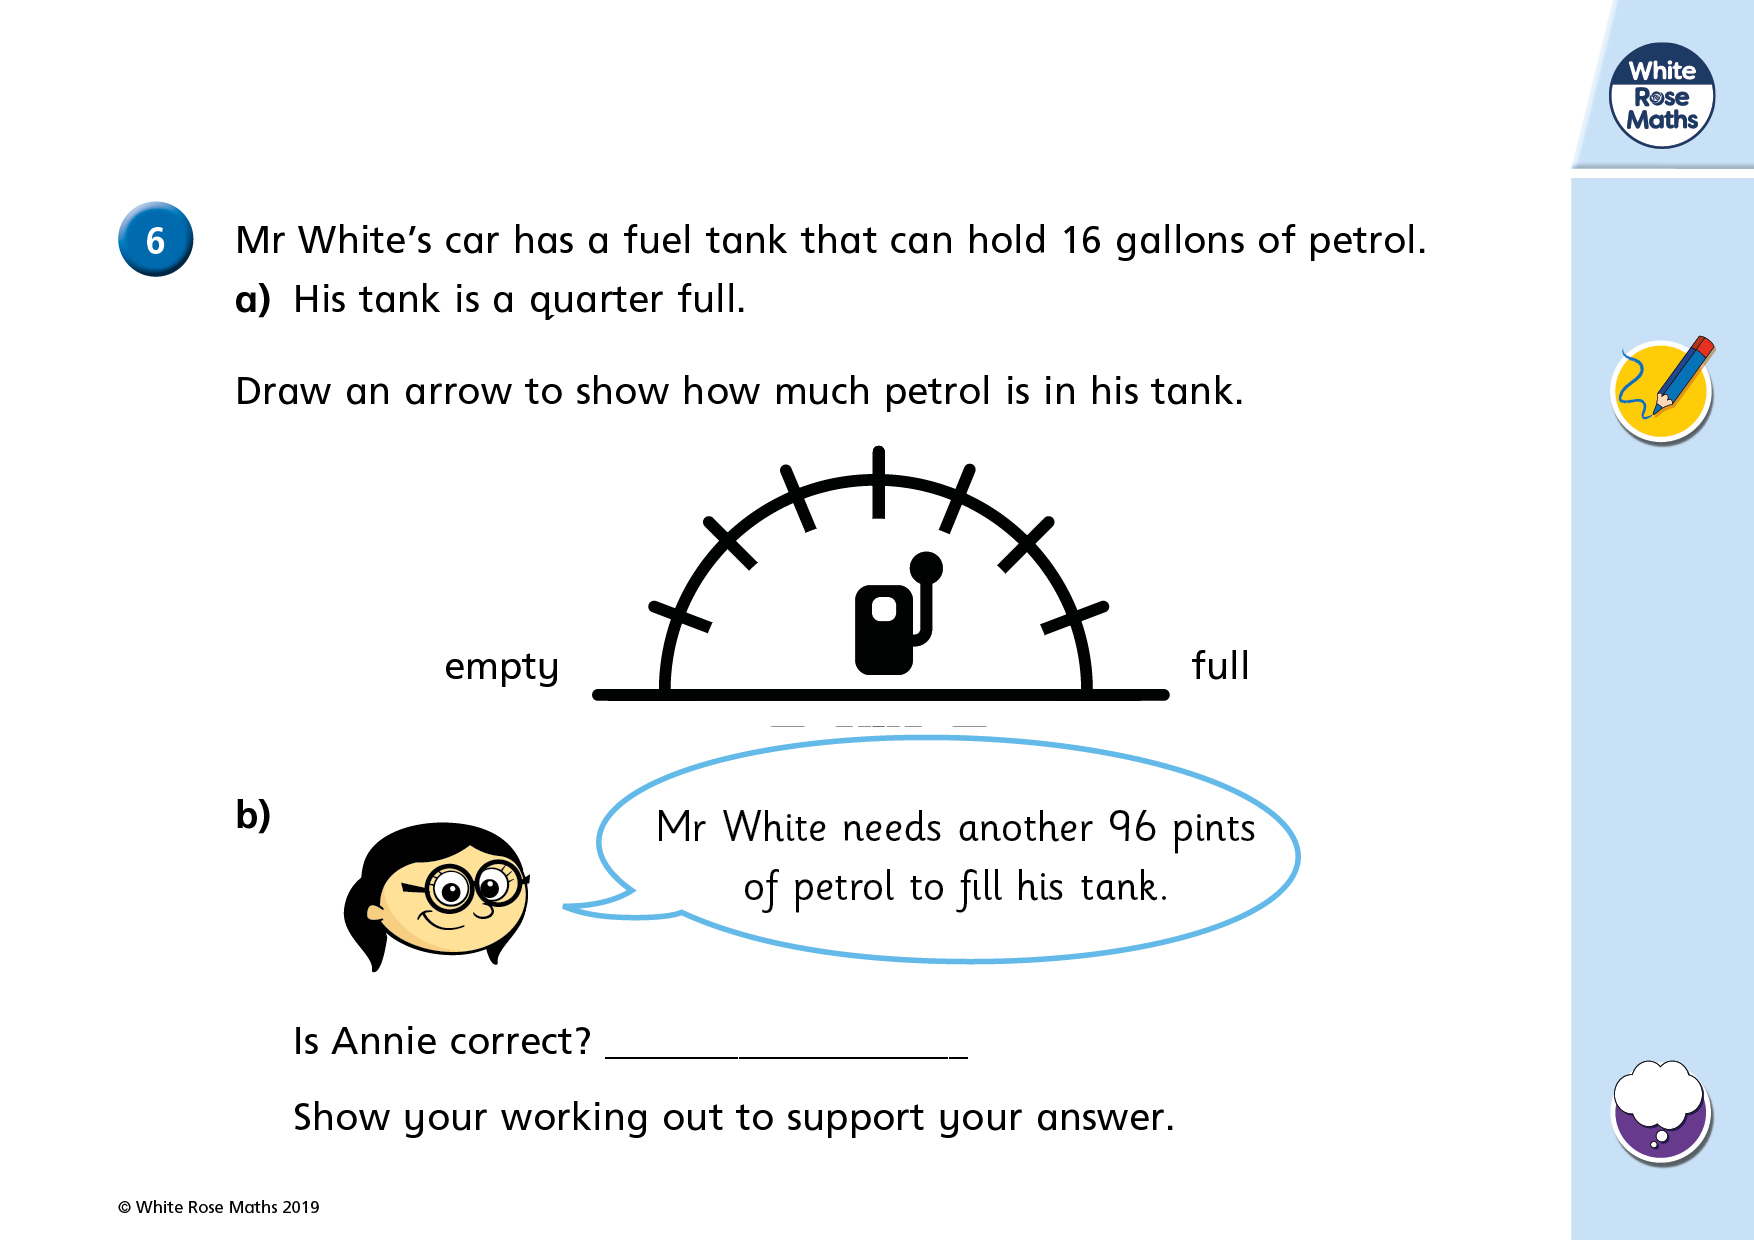 White
Rose
Maths
6 Mr White’s car has a fuel tank that can hold 16 gallons of petrol.
a) His tank is a quarter full.
Draw an arrow to show how much petrol is in his tank.
empty full
b)
Mr White needs another 96 pints
of petrol to fill his tank.
Is Annie correct? ____________________
Show your working out to support your answer.
© White Rose Maths 2019